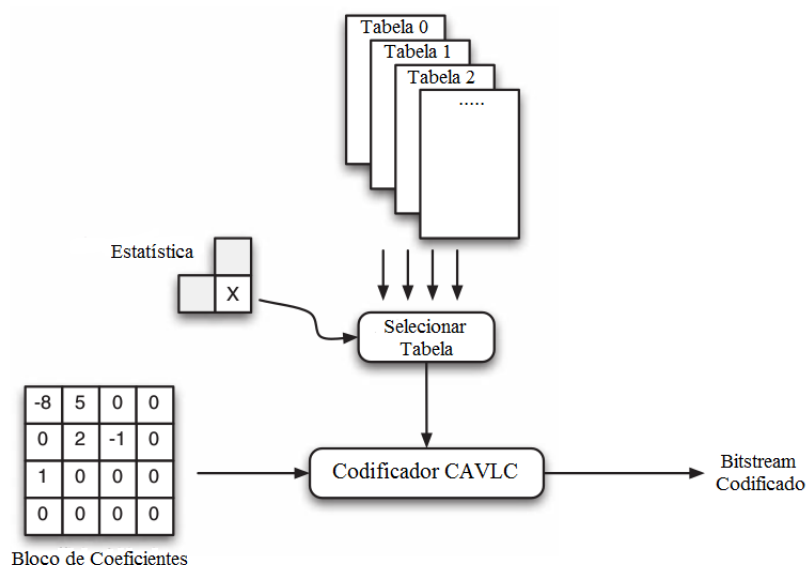 Tabela 0
Tabela 1
Tabela 2
.....
Estatística
X
Selecionar
Tabela
-8 5 0 0
0 2 -1 0
1 0 0 0
0 0 0 0
Codificador CAVLC
Bitstream
Codificado
Bloco de Coeficientes